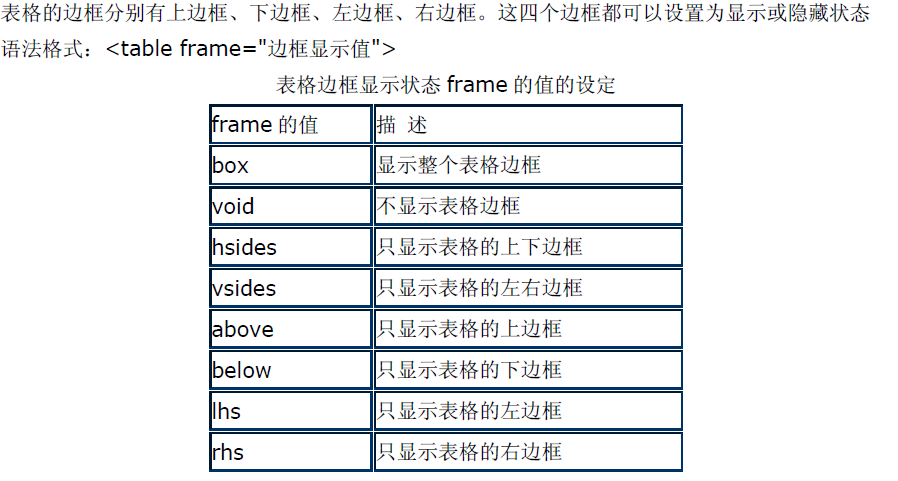 表格的边框分别有上边框、下边框、左边框、右边框。这四个边框都可以设置为显示或隐藏状态
语法格式：<table frame="边框显示值">
表格边框显示状态 frame 的值的设定
frame 的值 描 述
box 显示整个表格边框
void 不显示表格边框
hsides 只显示表格的上下边框
vsides 只显示表格的左右边框
above 只显示表格的上边框
below 只显示表格的下边框
lhs 只显示表格的左边框
rhs 只显示表格的右边框